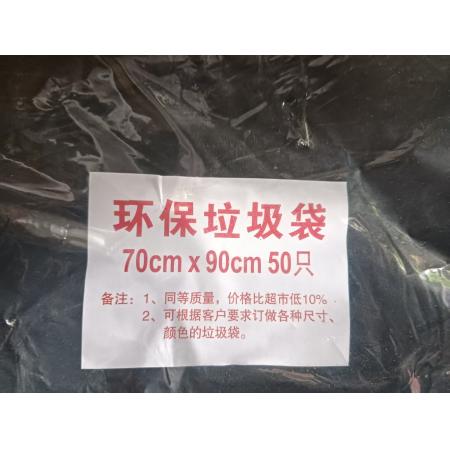 环保垃圾袋
70cm x 90cm 50只
备注：1、同等质量，价格比超市低10%
2、可根据客户要求订做各种尺寸、
颜色的垃圾袋。